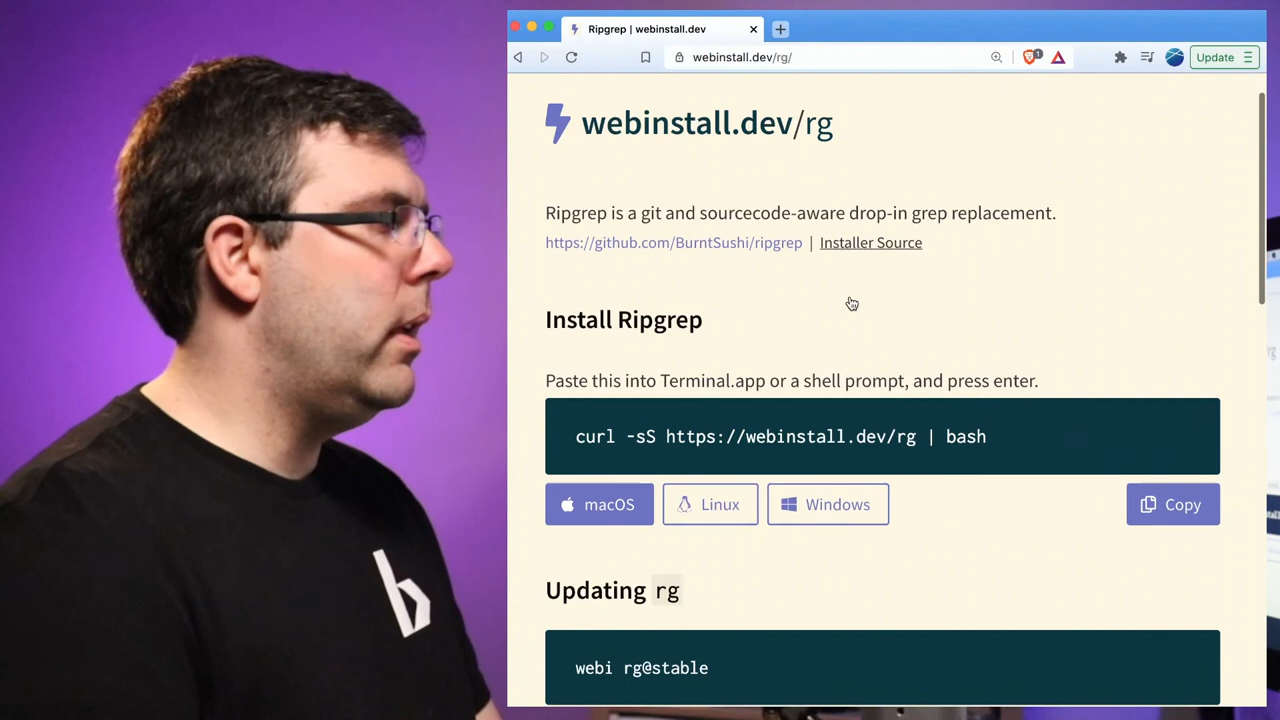 Ripgrep | webinstall.dev
webinstall.dev/rg/
1
Update
webinstall.dev/rg
Ripgrep is a git and sourcecode-aware drop-in grep replacement.
https://github.com/BurntSushi/ripgrep | Installer Source
Install Ripgrep
Paste this into Terminal.app or a shell prompt, and press enter.
curl -sS https://webinstall.dev/rg | bash
macOS Linux Windows Copy
Updating rg
webi rg@stable
b